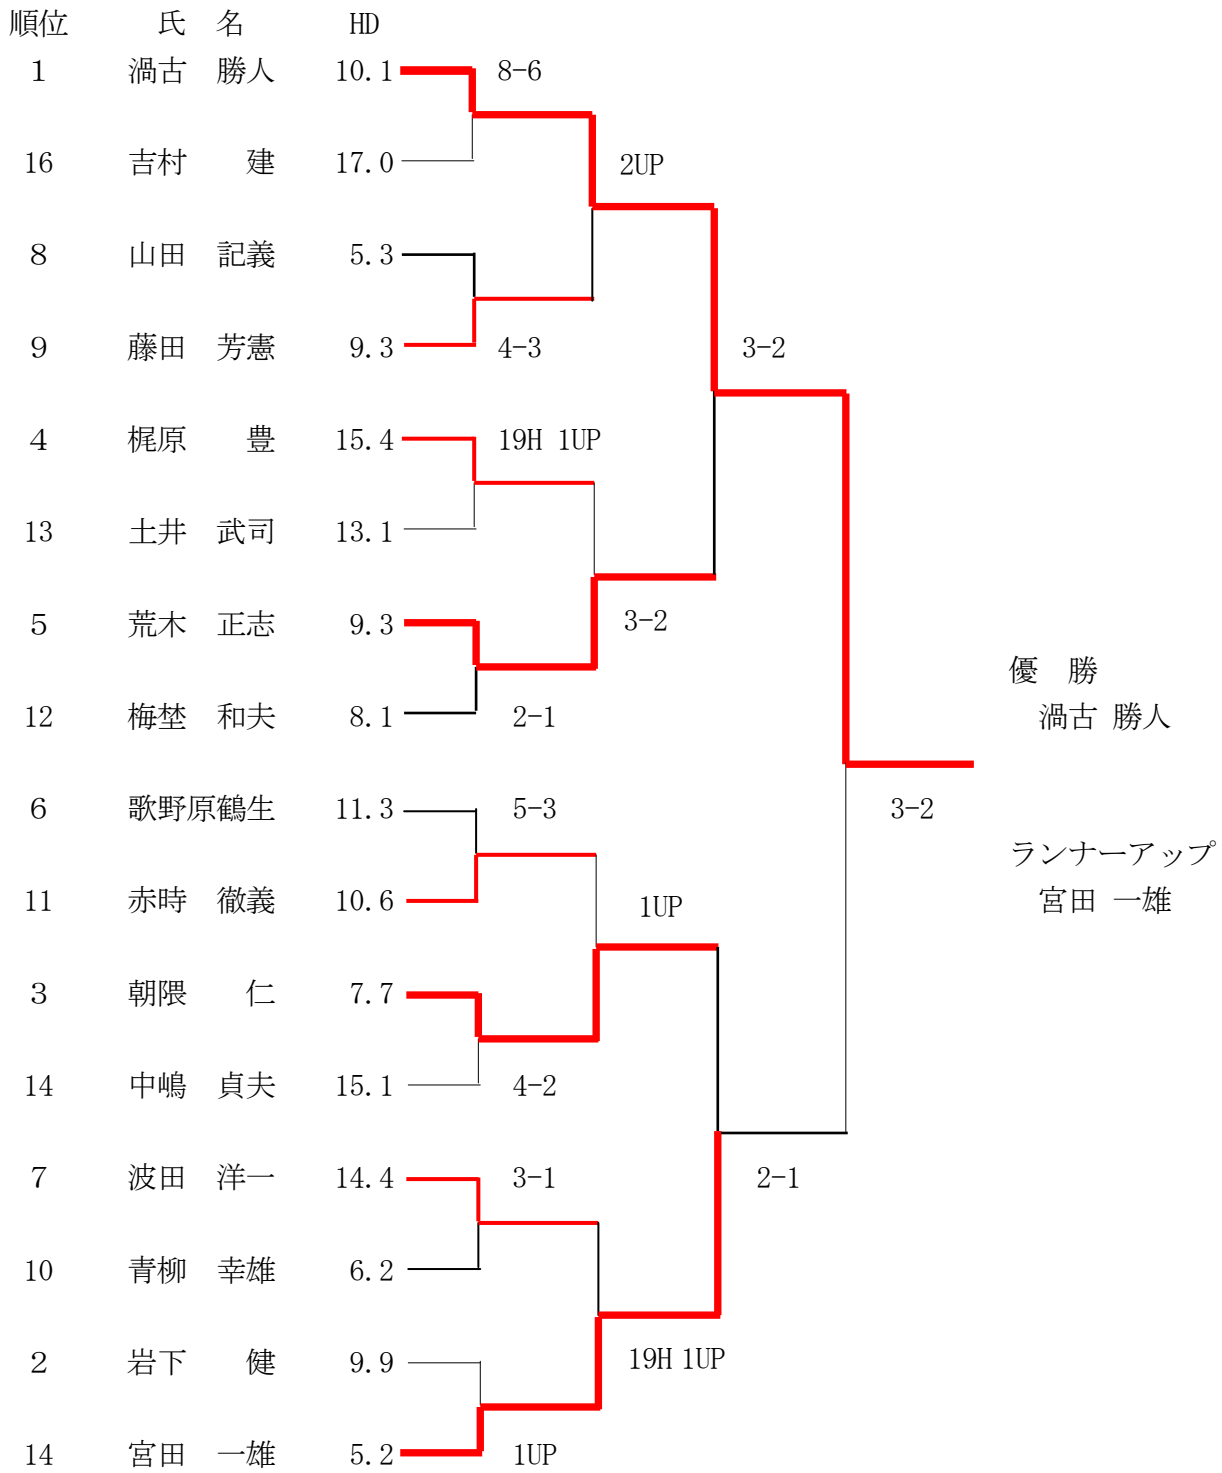 順位 氏 名 HD
1 渦古 勝人 10.1 8-6
16 吉村 建 17.0 2UP
8 山田 記義 5.3
9 藤田 芳憲 9.3 4-3 3-2
4 梶原 豊 15.4 19H 1UP
13 土井 武司 13.1
5 荒木 正志 9.3 3-2
優 勝
12 梅埜 和夫 8.1 2-1 渦古 勝人
6 歌野原鶴生 11.3 5-3 3-2
ランナーアップ
11 赤時 徹義 10.6 1UP 宮田 一雄
3 朝隈 仁 7.7
14 中嶋 貞夫 15.1 4-2
7 波田 洋一 14.4 3-1 2-1
10 青柳 幸雄 6.2
2 岩下 健 9.9 19H 1UP
14 宮田 一雄 5.2 1UP